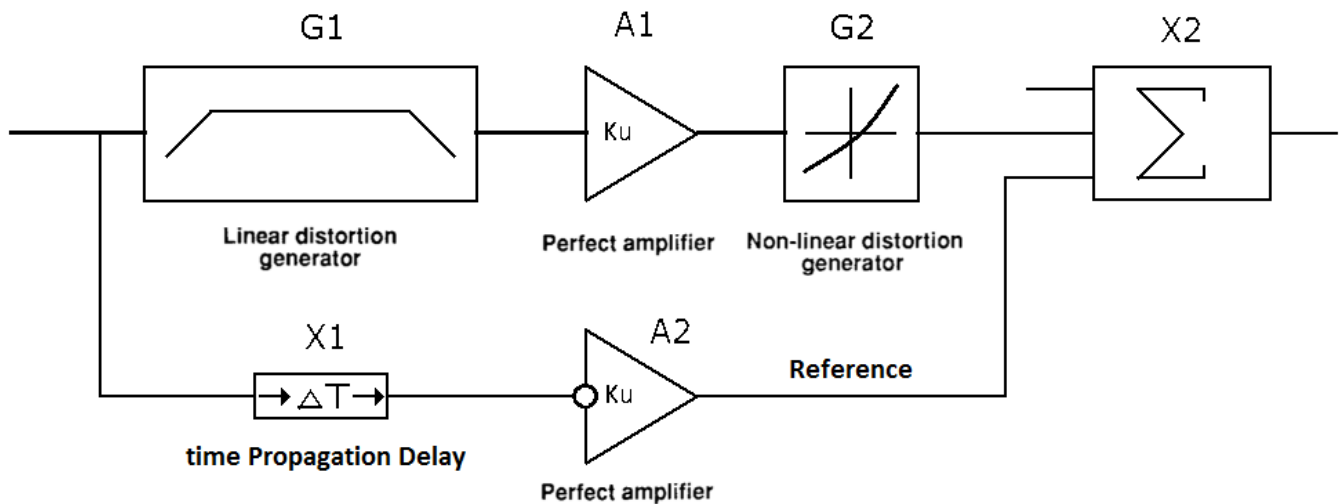 G1
A1
G2
X2
Ku
Σ
Linear distortion
generator
Perfect amplifier
Non-linear distortion
generator
X1
A2
ΔT
Ku
Reference
time Propagation Delay
Perfect amplifier